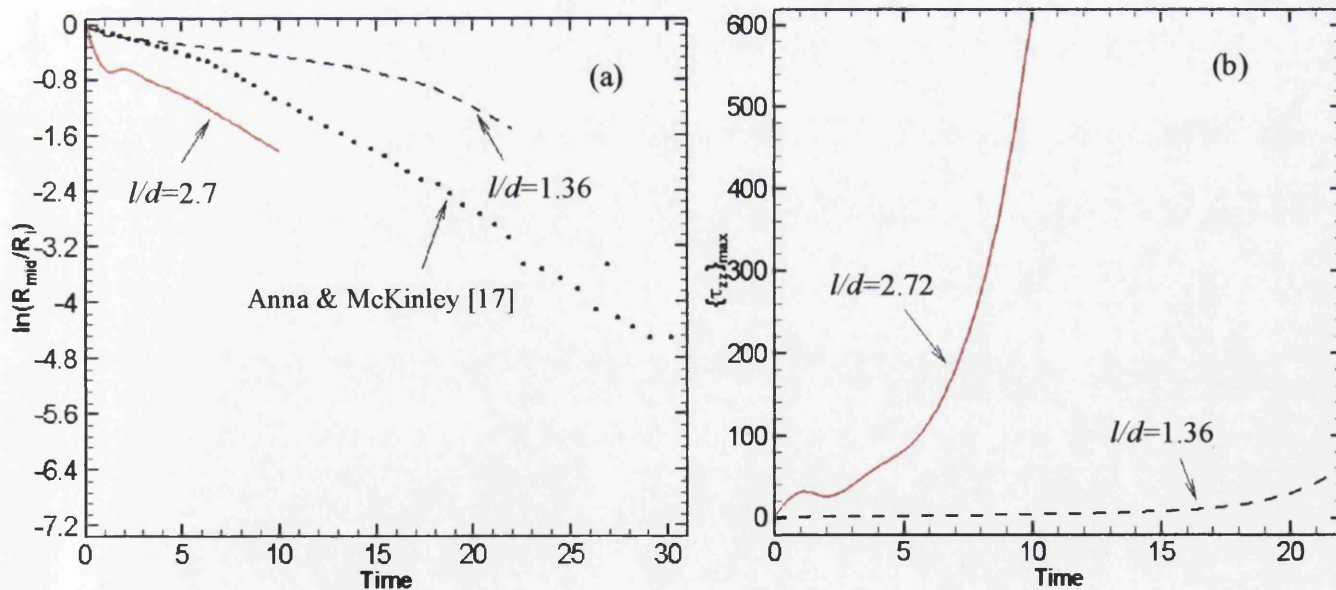 (a)
0
-0.8
-1.6
-2.4
-3.2
-4
-4.8
-5.6
-6.4
-7.2
ln(R_mid/R_i)
l/d=2.7
l/d=1.36
Anna & McKinley [17]
0 5 10 15 20 25 30
Time
(b)
600
500
400
300
200
100
0
{τ_zz}_max
l/d=2.72
l/d=1.36
0 5 10 15 20
Time